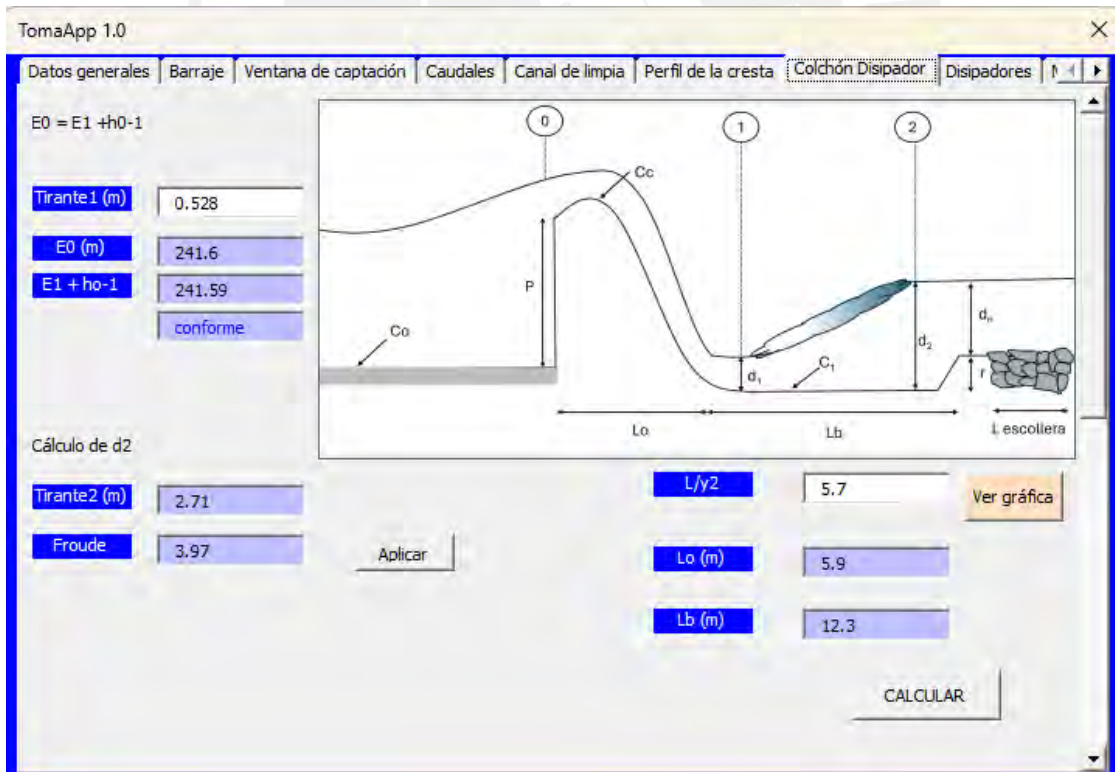 TomaApp 1.0
Datos generales Barraje Ventana de captación Caudales Canal de limpia Perfil de la cresta Colchón Disipador Disipadores
E0 = E1 +h0-1
Tirante1 (m) 0.528
E0 (m) 241.6
E1 + ho-1 241.59
conforme
0 1 2
Cc
P
Co
d1
C1
d2
dn
r
Lo
Lb
L escollera
Cálculo de d2
Tirante2 (m) 2.71
Froude 3.97
Aplicar
L/y2 5.7
Ver gráfica
Lo (m) 5.9
Lb (m) 12.3
CALCULAR